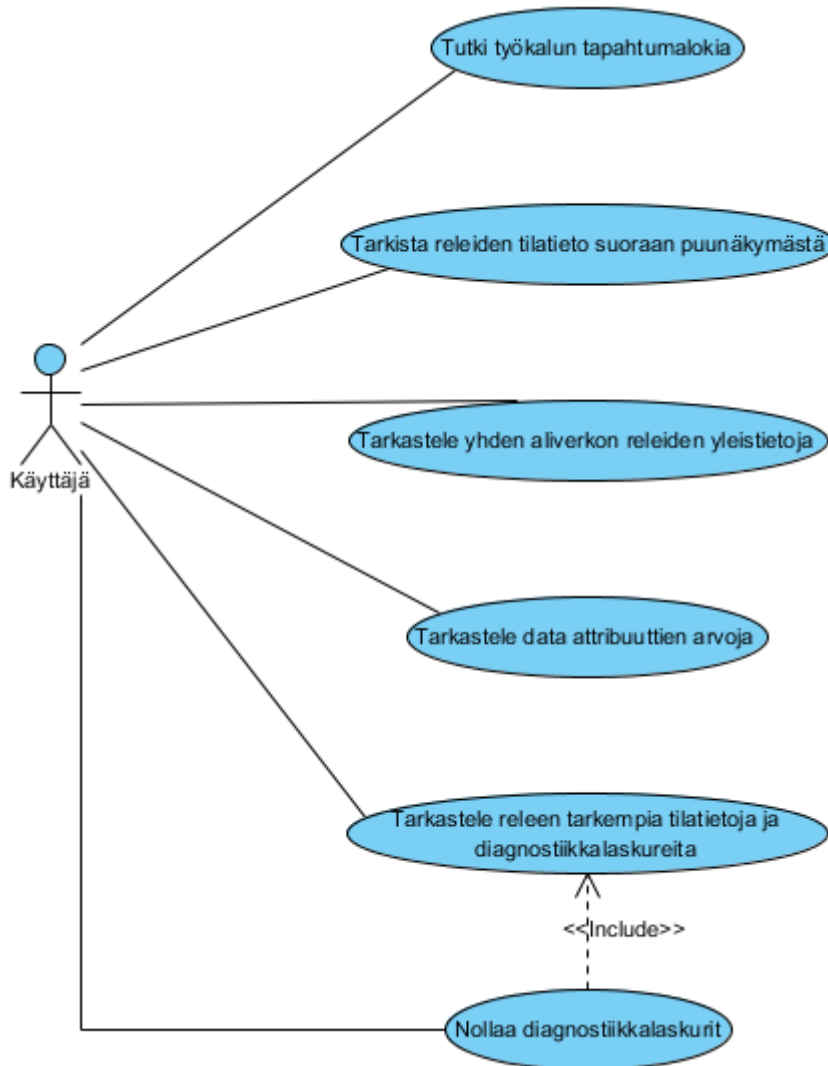 Tutki työkalun tapahtumalokia
Tarkista releiden tilatieto suoraan puunäkymästä
Tarkastele yhden aliverkon releiden yleistietoja
Käyttäjä
Tarkastele data attribuuttien arvoja
Tarkastele releen tarkempia tilatietoja ja
diagnostiikkalaskureita
<<Include>>
Nollaa diagnostiikkalaskurit